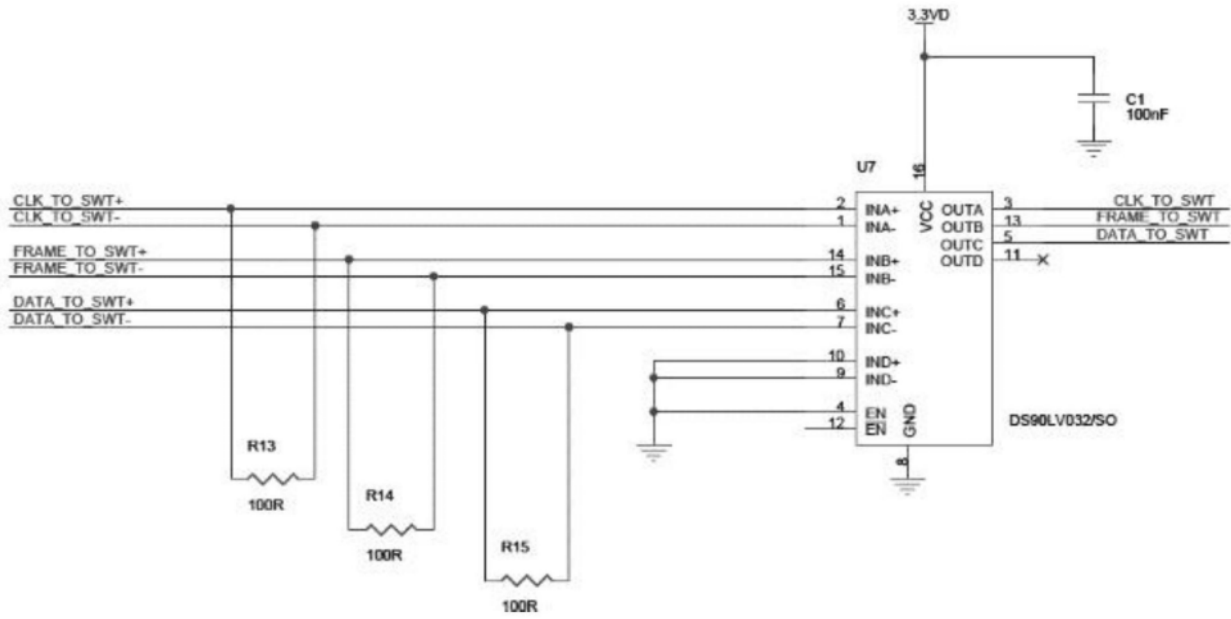 3.3VD
C1
100nF
U7
16
CLK_TO_SWT+
CLK_TO_SWT-
FRAME_TO_SWT+
FRAME_TO_SWT-
DATA_TO_SWT+
DATA_TO_SWT-
2
1
14
15
6
7
10
9
4
12
INA+
INA-
INB+
INB-
INC+
INC-
IND+
IND-
EN
EN
VCC
GND
8
OUTA
OUTB
OUTC
OUTD
3
13
5
11
CLK_TO_SWT
FRAME_TO_SWT
DATA_TO_SWT
DS90LV032/SO
R13
100R
R14
100R
R15
100R